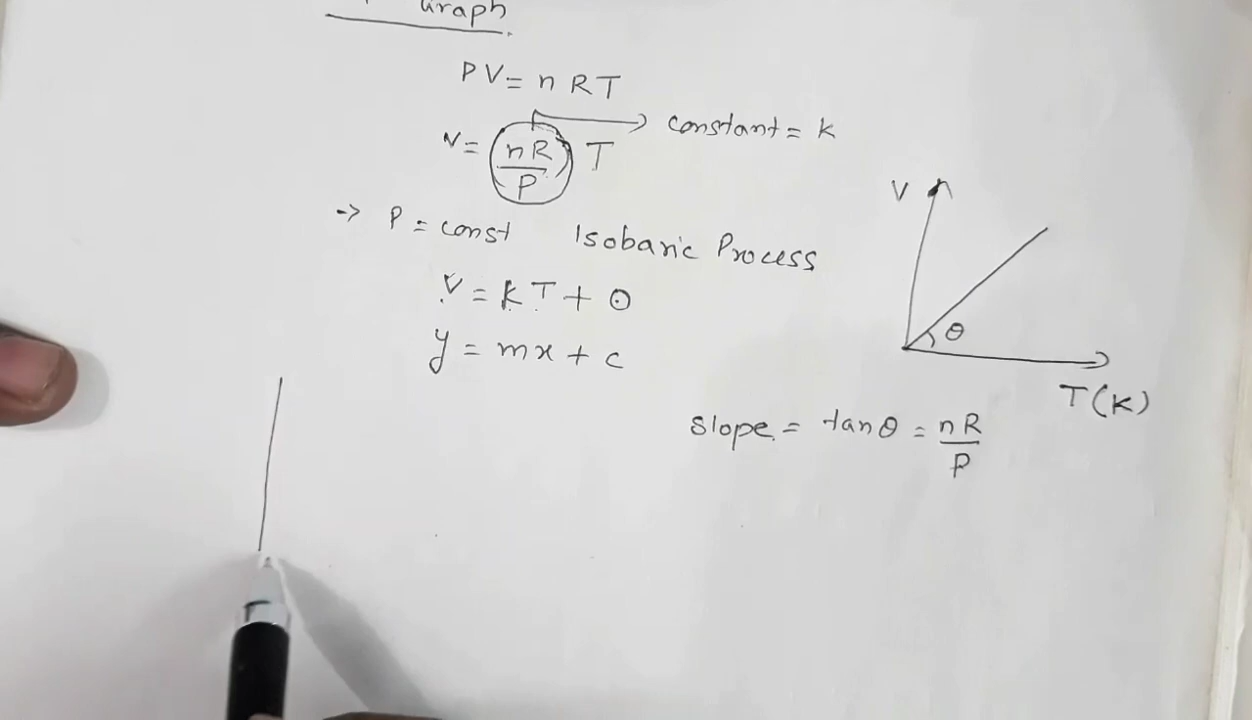 Graph
PV = nRT
V = (nR/P) T → constant = k
→ P = const Isobaric Process
V = kT + 0
y = mx + c
V
θ
T(K)
slope = tanθ = nR/P